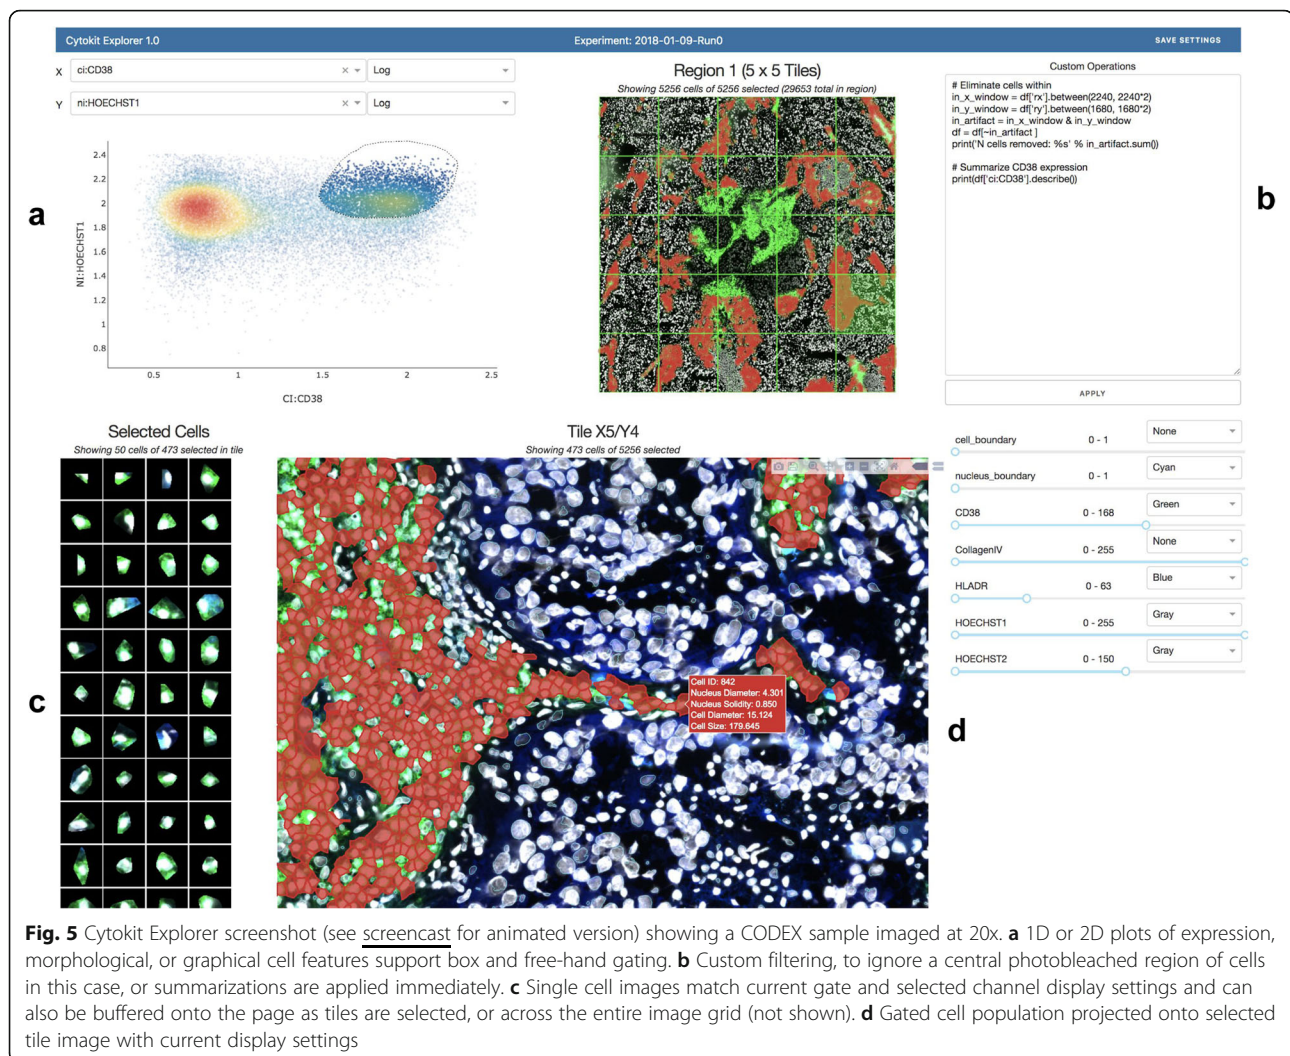 Cytokit Explorer 1.0
Experiment: 2018-01-09-Run0
SAVE SETTINGS
X ci:CD38 × Log
Y ni:HOECHST1 × Log
Region 1 (5 x 5 Tiles)
Showing 5256 cells of 5256 selected (29653 total in region)
Custom Operations
# Eliminate cells within
in_x_window = df['rx'].between(2240, 2240*2)
in_y_window = df['ry'].between(1680, 1680*2)
in_artifact = in_x_window & in_y_window
df = df[~in_artifact ]
print('N cells removed: %s' % in_artifact.sum())
# Summarize CD38 expression
print(df['ci:CD38'].describe())
APPLY
a
b
NI:HOECHST1
2.4
2.2
2
1.8
1.6
1.4
1.2
1
0.8
0.5 1 1.5 2 2.5
CI:CD38
Selected Cells
Showing 50 cells of 473 selected in tile
Tile X5/Y4
Showing 473 cells of 5256 selected
Cell ID: 842
Nucleus Diameter: 4.301
Nucleus Solidity: 0.850
Cell Diameter: 15.124
Cell Size: 179.645
cell_boundary 0 - 1 None
nucleus_boundary 0 - 1 Cyan
CD38 0 - 168 Green
CollagenIV 0 - 255 None
HLADR 0 - 63 Blue
HOECHST1 0 - 255 Gray
HOECHST2 0 - 150 Gray
c
d
Fig. 5 Cytokit Explorer screenshot (see screencast for animated version) showing a CODEX sample imaged at 20x. a 1D or 2D plots of expression,
morphological, or graphical cell features support box and free-hand gating. b Custom filtering, to ignore a central photobleached region of cells
in this case, or summarizations are applied immediately. c Single cell images match current gate and selected channel display settings and can
also be buffered onto the page as tiles are selected, or across the entire image grid (not shown). d Gated cell population projected onto selected
tile image with current display settings